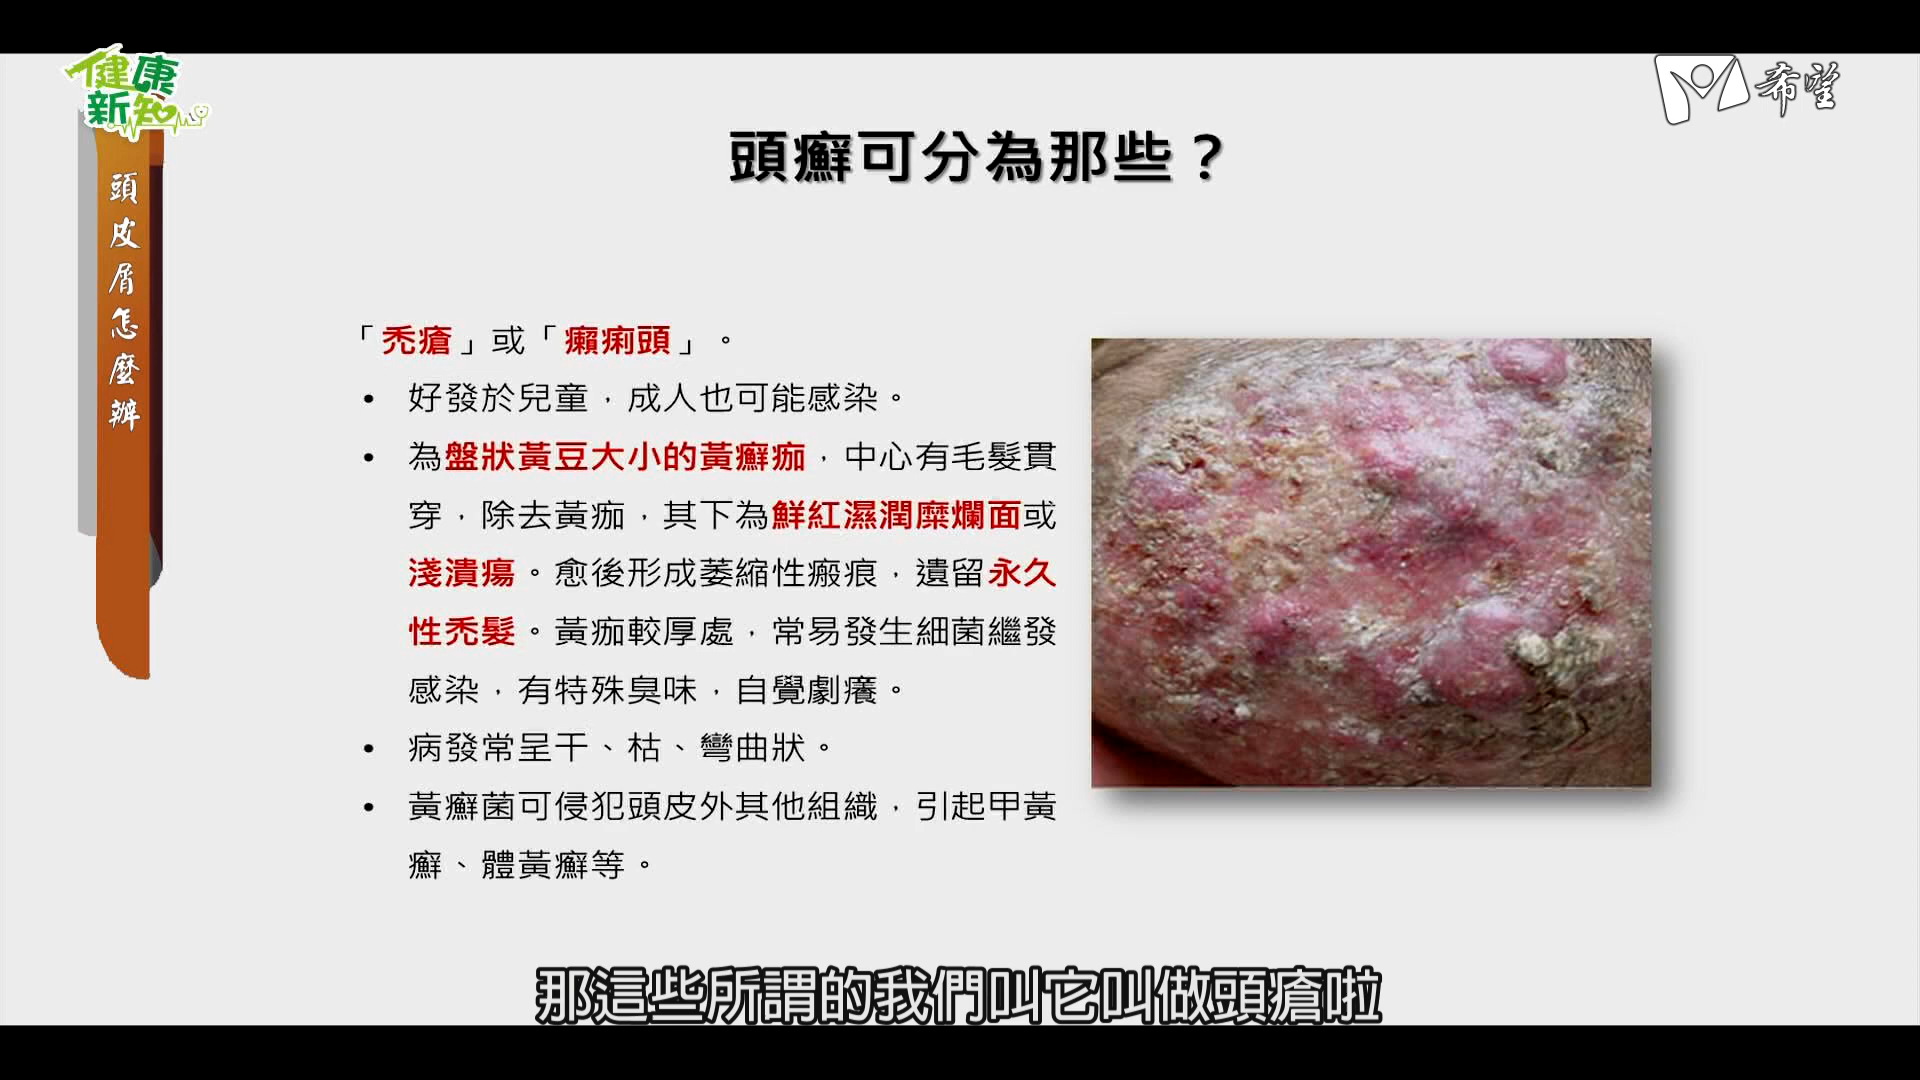 健康
新知
希望
頭皮屑怎麼辦
頭癬可分為那些？
「禿瘡」或「癩痢頭」。
• 好發於兒童，成人也可能感染。
• 為盤狀黃豆大小的黃癬痂，中心有毛髮貫
穿，除去黃痂，其下為鮮紅濕潤糜爛面或
淺潰瘍。愈後形成萎縮性瘢痕，遺留永久
性禿髮。黃痂較厚處，常易發生細菌繼發
感染，有特殊臭味，自覺劇癢。
• 病發常呈干、枯、彎曲狀。
• 黃癬菌可侵犯頭皮外其他組織，引起甲黃
癬、體黃癬等。
那這些所謂的我們叫它叫做頭瘡啦